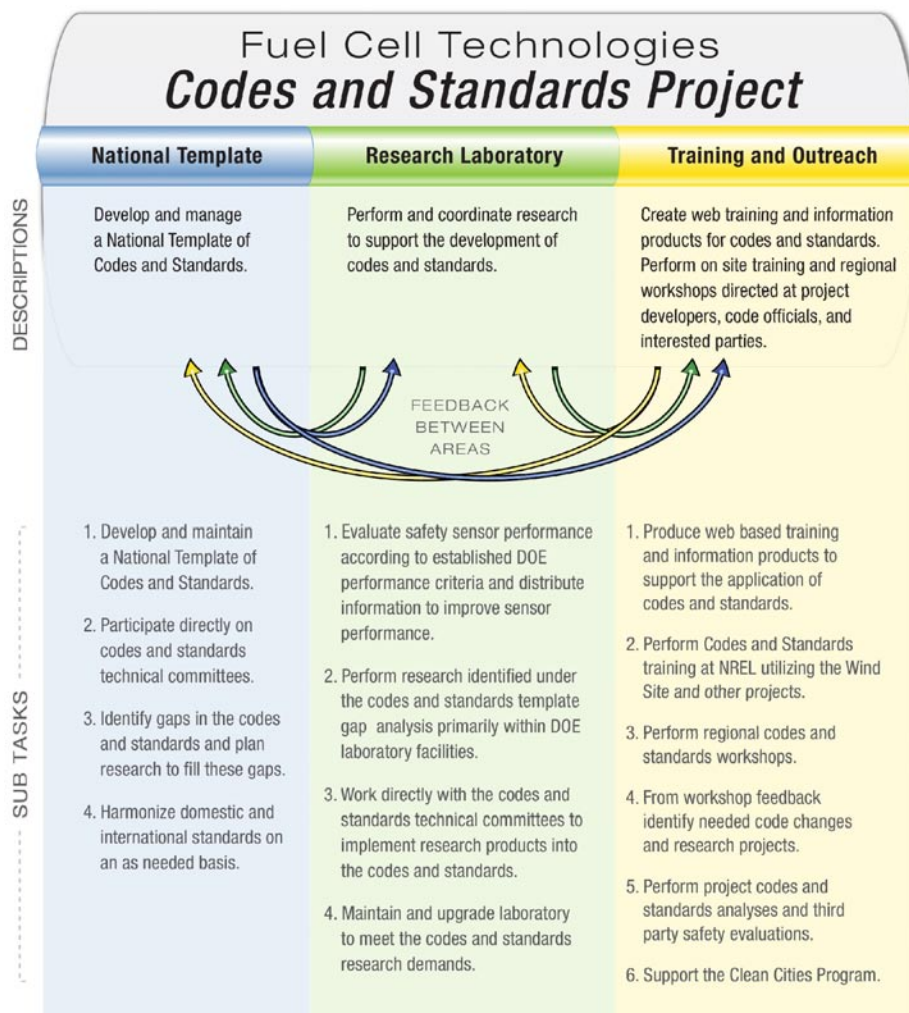 Fuel Cell Technologies
Codes and Standards Project
National Template
Research Laboratory
Training and Outreach
DESCRIPTIONS
Develop and manage
a National Template of
Codes and Standards.
Perform and coordinate research
to support the development of
codes and standards.
Create web training and information
products for codes and standards.
Perform on site training and regional
workshops directed at project
developers, code officials, and
interested parties.
FEEDBACK
BETWEEN
AREAS
SUB TASKS
1. Develop and maintain
a National Template of
Codes and Standards.
2. Participate directly on
codes and standards
technical committees.
3. Identify gaps in the codes
and standards and plan
research to fill these gaps.
4. Harmonize domestic and
international standards on
an as needed basis.
1. Evaluate safety sensor performance
according to established DOE
performance criteria and distribute
information to improve sensor
performance.
2. Perform research identified under
the codes and standards template
gap analysis primarily within DOE
laboratory facilities.
3. Work directly with the codes and
standards technical committees to
implement research products into
the codes and standards.
4. Maintain and upgrade laboratory
to meet the codes and standards
research demands.
1. Produce web based training
and information products to
support the application of
codes and standards.
2. Perform Codes and Standards
training at NREL utilizing the Wind
Site and other projects.
3. Perform regional codes and
standards workshops.
4. From workshop feedback
identify needed code changes
and research projects.
5. Perform project codes and
standards analyses and third
party safety evaluations.
6. Support the Clean Cities Program.